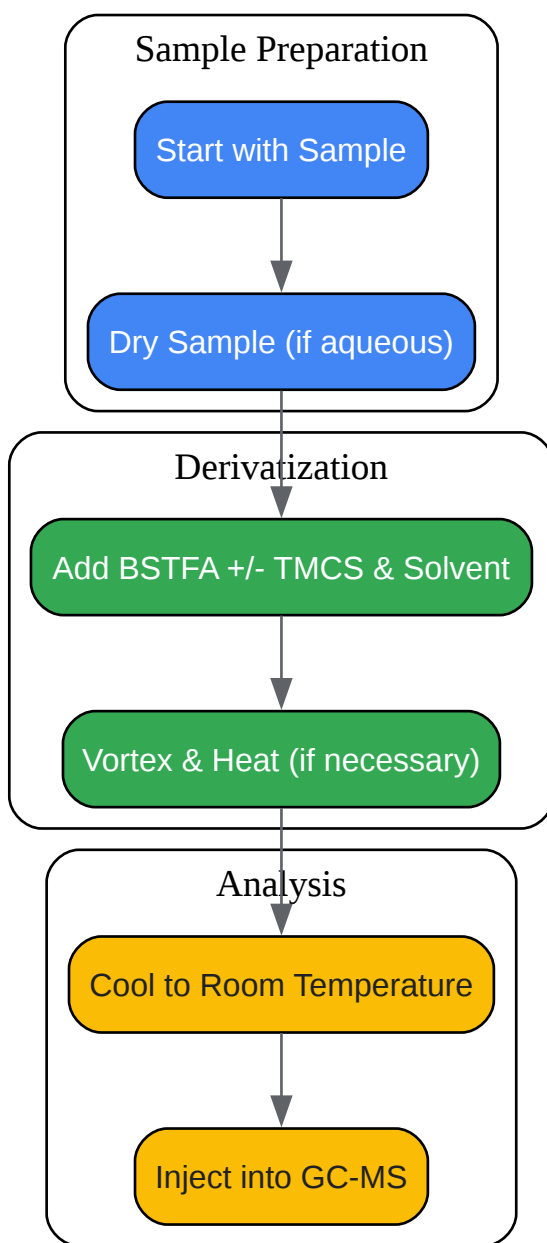 Sample Preparation
Start with Sample
Dry Sample (if aqueous)
Derivatization
Add BSTFA +/- TMCS & Solvent
Vortex & Heat (if necessary)
Analysis
Cool to Room Temperature
Inject into GC-MS